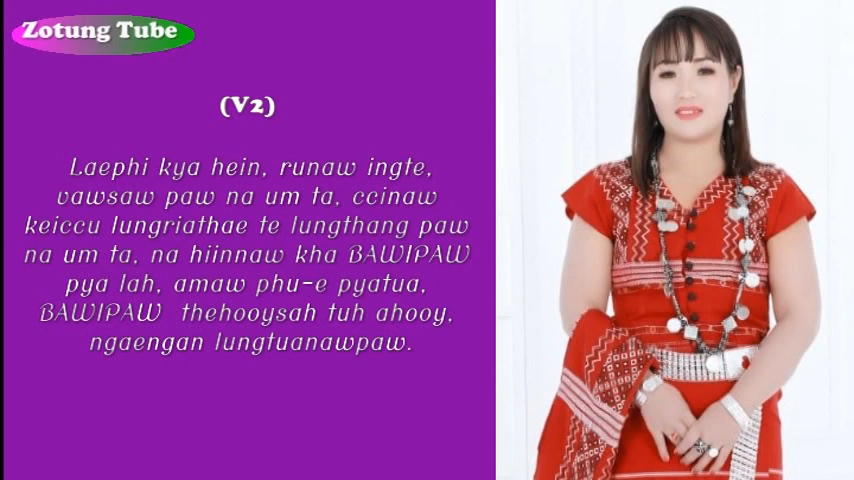 Zotung Tube
(V2)
Laephi kya hein, runaw ingte,
vawsaw paw na um ta, ccinaw
keiccu lungriathae te lungthang paw
na um ta, na hiinnaw kha BAWIPAW
pya lah, amaw phu-e pyatua,
BAWIPAW thehooysah tuh ahooy,
ngaengan lungtuanawpaw.